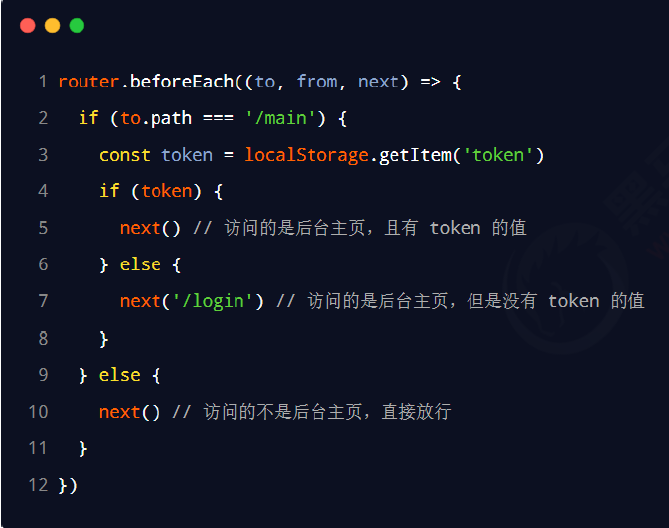 1 router.beforeEach((to, from, next) => {
2 if (to.path === '/main') {
3 const token = localStorage.getItem('token')
4 if (token) {
5 next() // 访问的是后台主页，且有 token 的值
6 } else {
7 next('/login') // 访问的是后台主页，但是没有 token 的值
8 }
9 } else {
10 next() // 访问的不是后台主页，直接放行
11 }
12 })